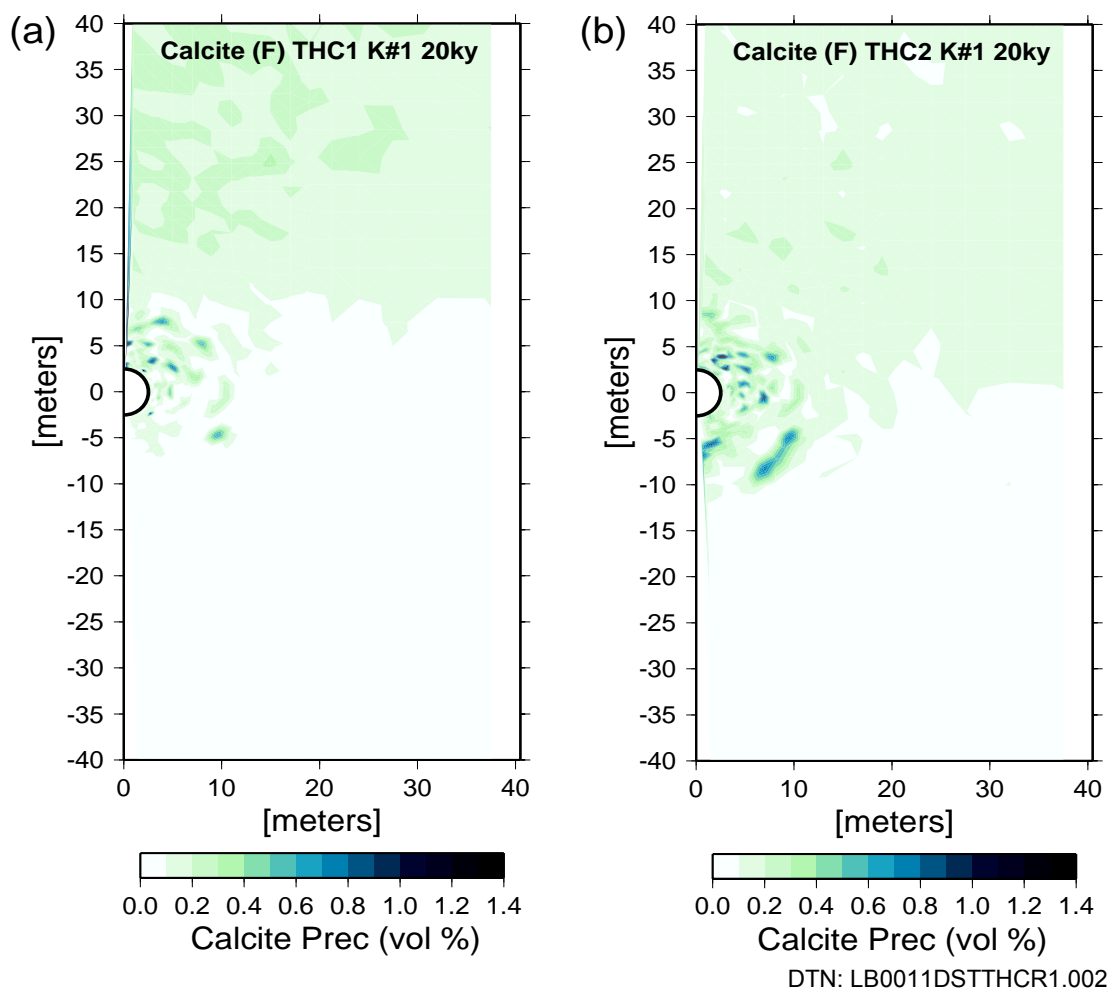 (a)
Calcite (F) THC1 K#1 20ky
40
35
30
25
20
15
10
5
0
-5
-10
-15
-20
-25
-30
-35
-40
[meters]
0 10 20 30 40
[meters]
0.0 0.2 0.4 0.6 0.8 1.0 1.2 1.4
Calcite Prec (vol %)
(b)
Calcite (F) THC2 K#1 20ky
40
35
30
25
20
15
10
5
0
-5
-10
-15
-20
-25
-30
-35
-40
[meters]
0 10 20 30 40
[meters]
0.0 0.2 0.4 0.6 0.8 1.0 1.2 1.4
Calcite Prec (vol %)
DTN: LB0011DSTTHCR1.002